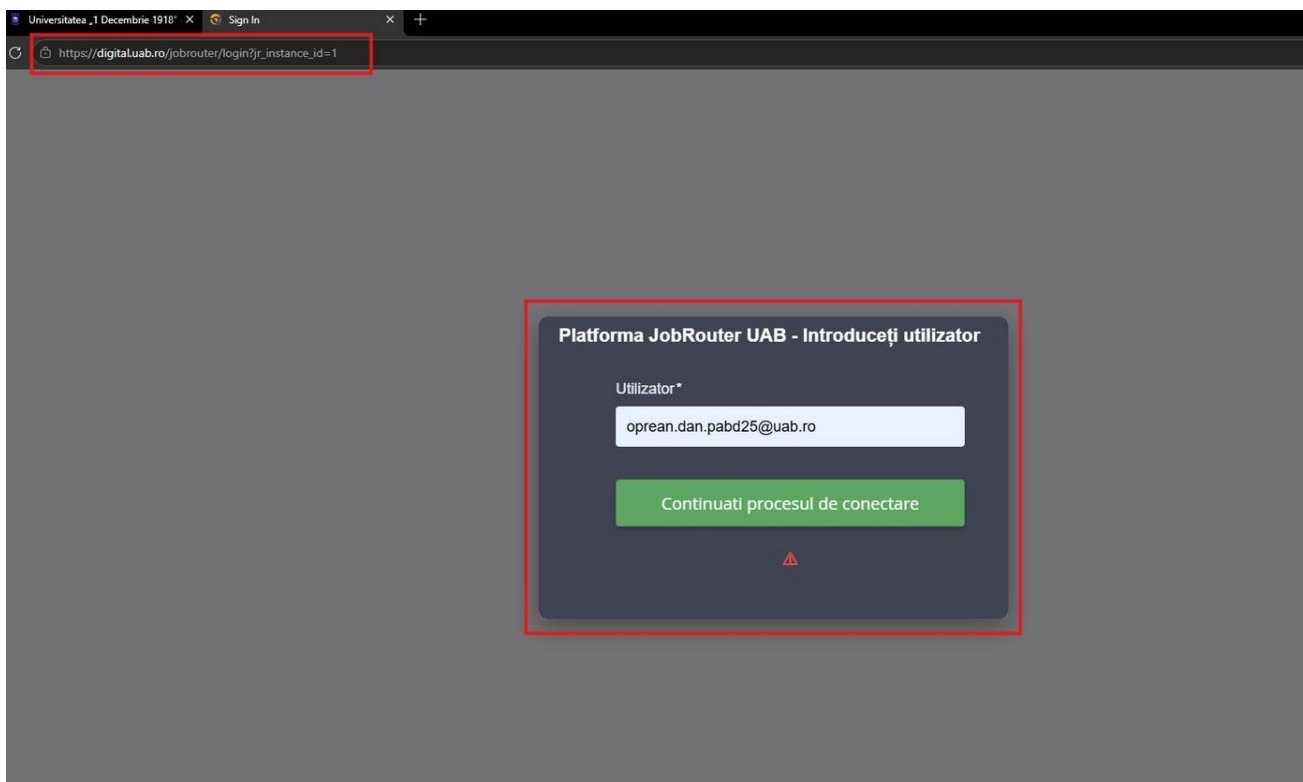 Universitatea „1 Decembrie 1918"
Sign In
https://digital.uab.ro/jobrouter/login?jr_instance_id=1
Platforma JobRouter UAB - Introduceți utilizator
Utilizator*
oprean.dan.pabd25@uab.ro
Continuati procesul de conectare